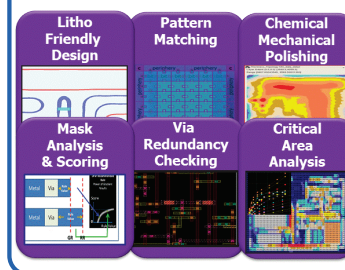 Litho
Friendly
Design
Pattern
Matching
Chemical
Mechanical
Polishing
Mask
Analysis
& Scoring
Metal
Via
Metal
Via
Score
Via
Redundancy
Checking
Critical
Area
Analysis